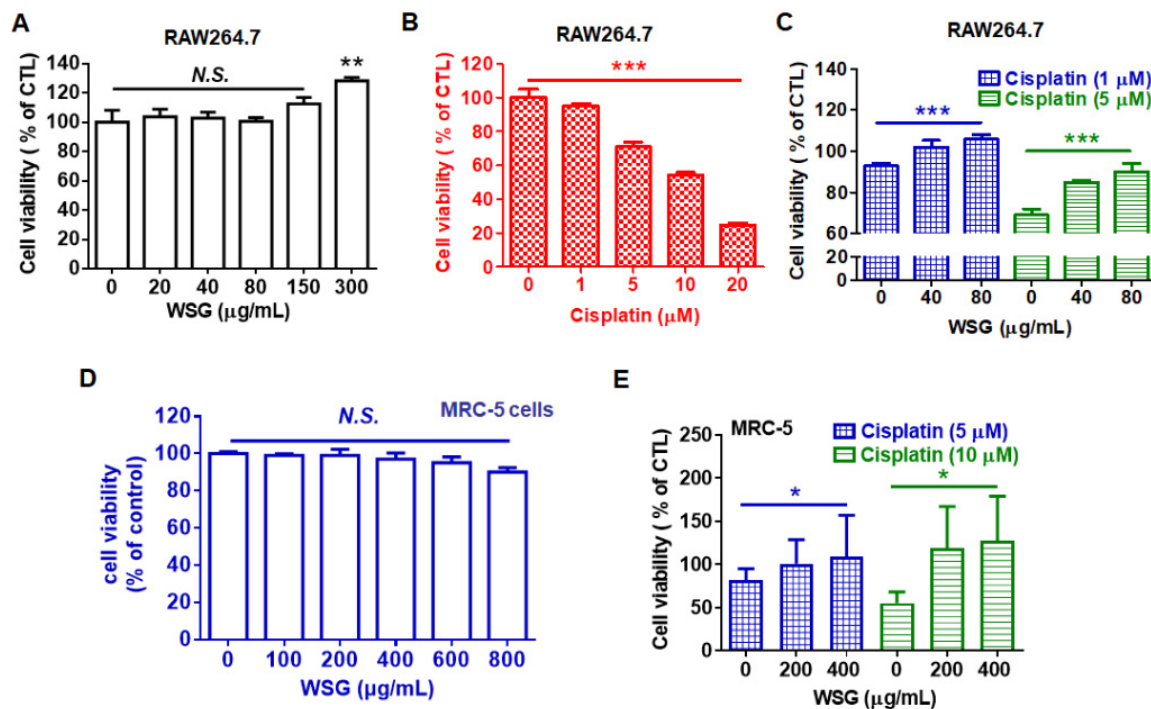 A
RAW264.7
Cell viability ( % of CTL)
140
120
100
80
60
40
20
0
N.S.
**
0 20 40 80 150 300
WSG (μg/mL)
B
RAW264.7
Cell viability ( % of CTL)
120
100
80
60
40
20
0
***
0 1 5 10 20
Cisplatin (μM)
C
RAW264.7
Cisplatin (1 μM)
Cisplatin (5 μM)
Cell viability ( % of CTL)
140
120
100
80
60
20
0
***
***
0 40 80 0 40 80
WSG (μg/mL)
D
MRC-5 cells
N.S.
cell viability
(% of control)
120
100
80
60
40
20
0
0 100 200 400 600 800
WSG (μg/mL)
E
MRC-5
Cisplatin (5 μM)
Cisplatin (10 μM)
Cell viability ( % of CTL)
250
200
150
100
50
0
*
*
0 200 400 0 200 400
WSG (μg/mL)